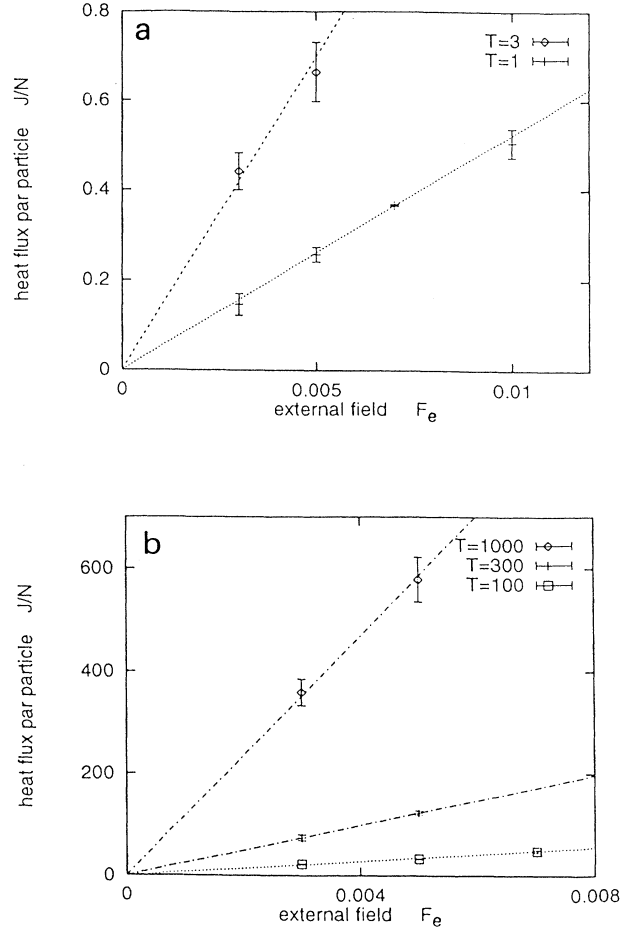 a
0.8
0.6
0.4
0.2
0
T=3
T=1
heat flux par particle J/N
0 0.005 0.01
external field Fe
b
600
400
200
0
T=1000
T=300
T=100
heat flux par particle J/N
0 0.004 0.008
external field Fe